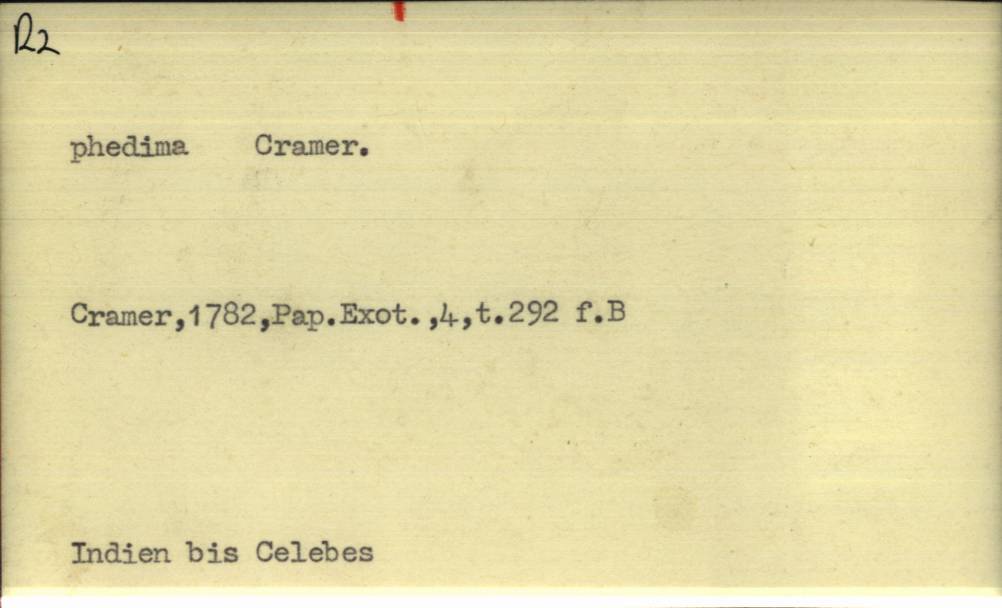 R2
phedima Cramer.
Cramer,1782,Pap.Exot.,4,t.292 f.B
Indien bis Celebes